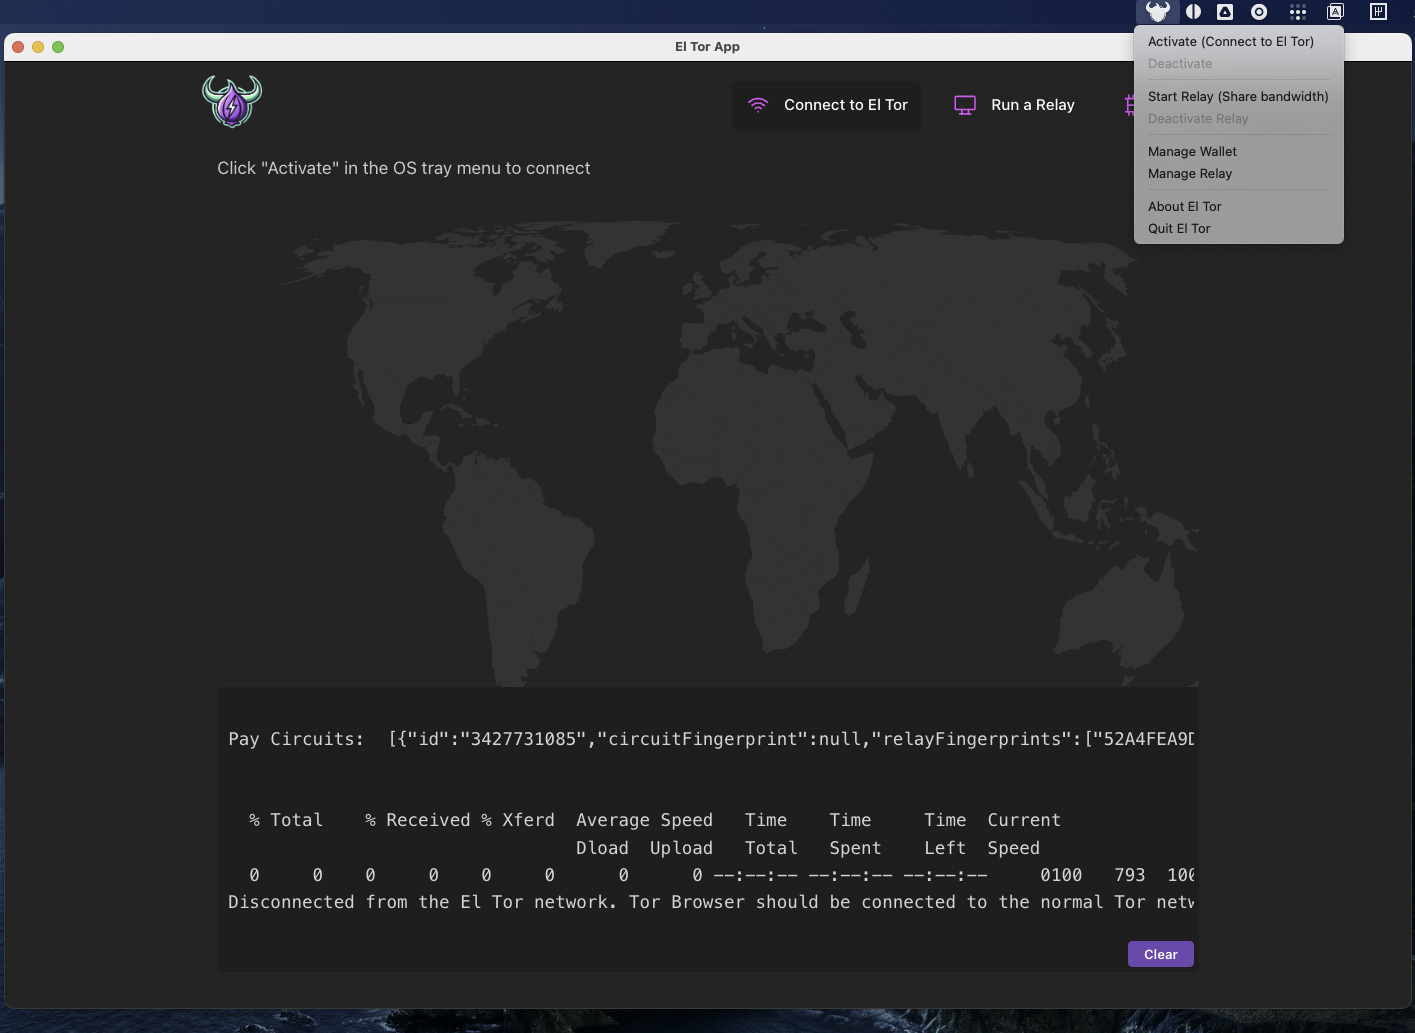 El Tor App
Activate (Connect to El Tor)
Deactivate
Start Relay (Share bandwidth)
Deactivate Relay
Manage Wallet
Manage Relay
About El Tor
Quit El Tor
Connect to El Tor
Run a Relay
Click "Activate" in the OS tray menu to connect
Pay Circuits:  [{"id":"3427731085","circuitFingerprint":null,"relayFingerprints":["52A4FEA9D
% Total    % Received % Xferd  Average Speed   Time    Time     Time  Current
Dload  Upload   Total   Spent    Left  Speed
0     0    0     0    0     0      0      0 --:--:-- --:--:-- --:--:--     0100   793  100
Disconnected from the El Tor network. Tor Browser should be connected to the normal Tor netw
Clear